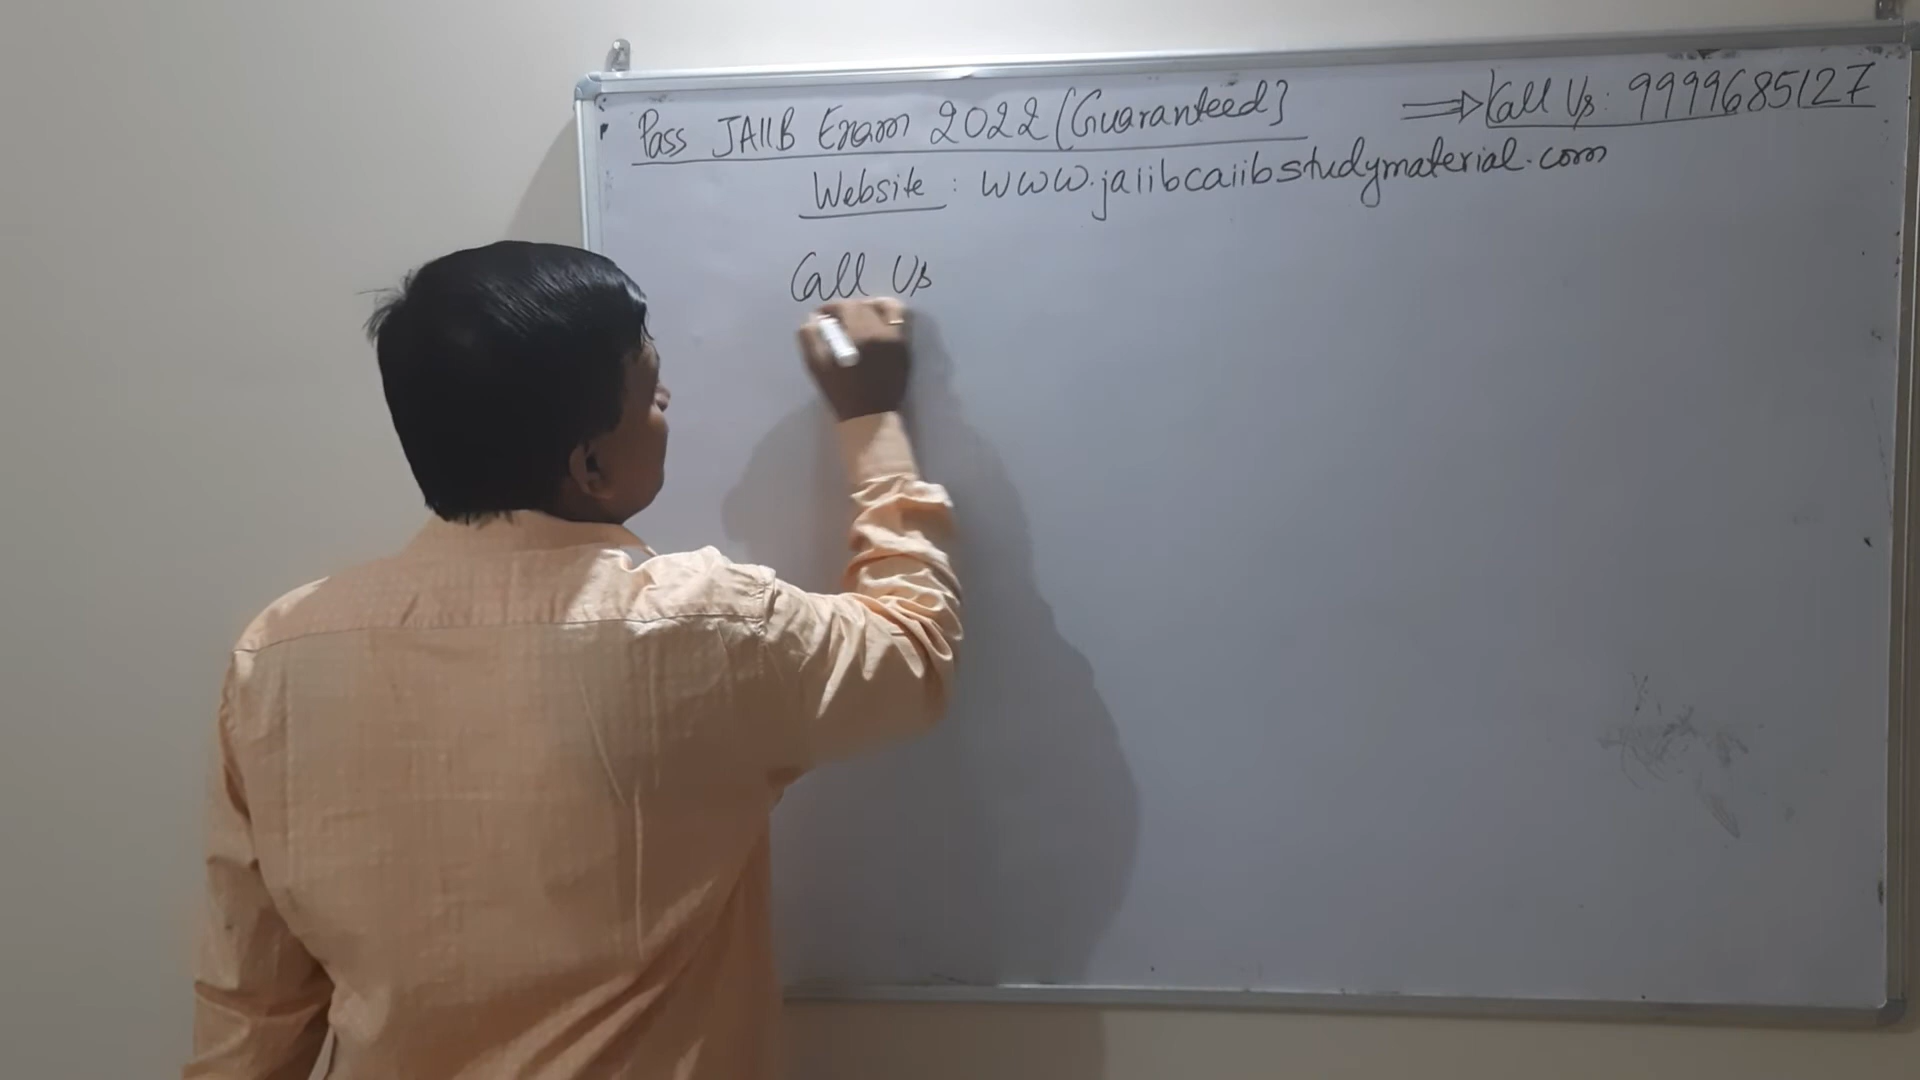 Pass JAIIB Exam 2022 (Guaranteed)
⇒ Call Us: 9999685127
Website : www.jaiibcaiibstudymaterial.com
Call Us